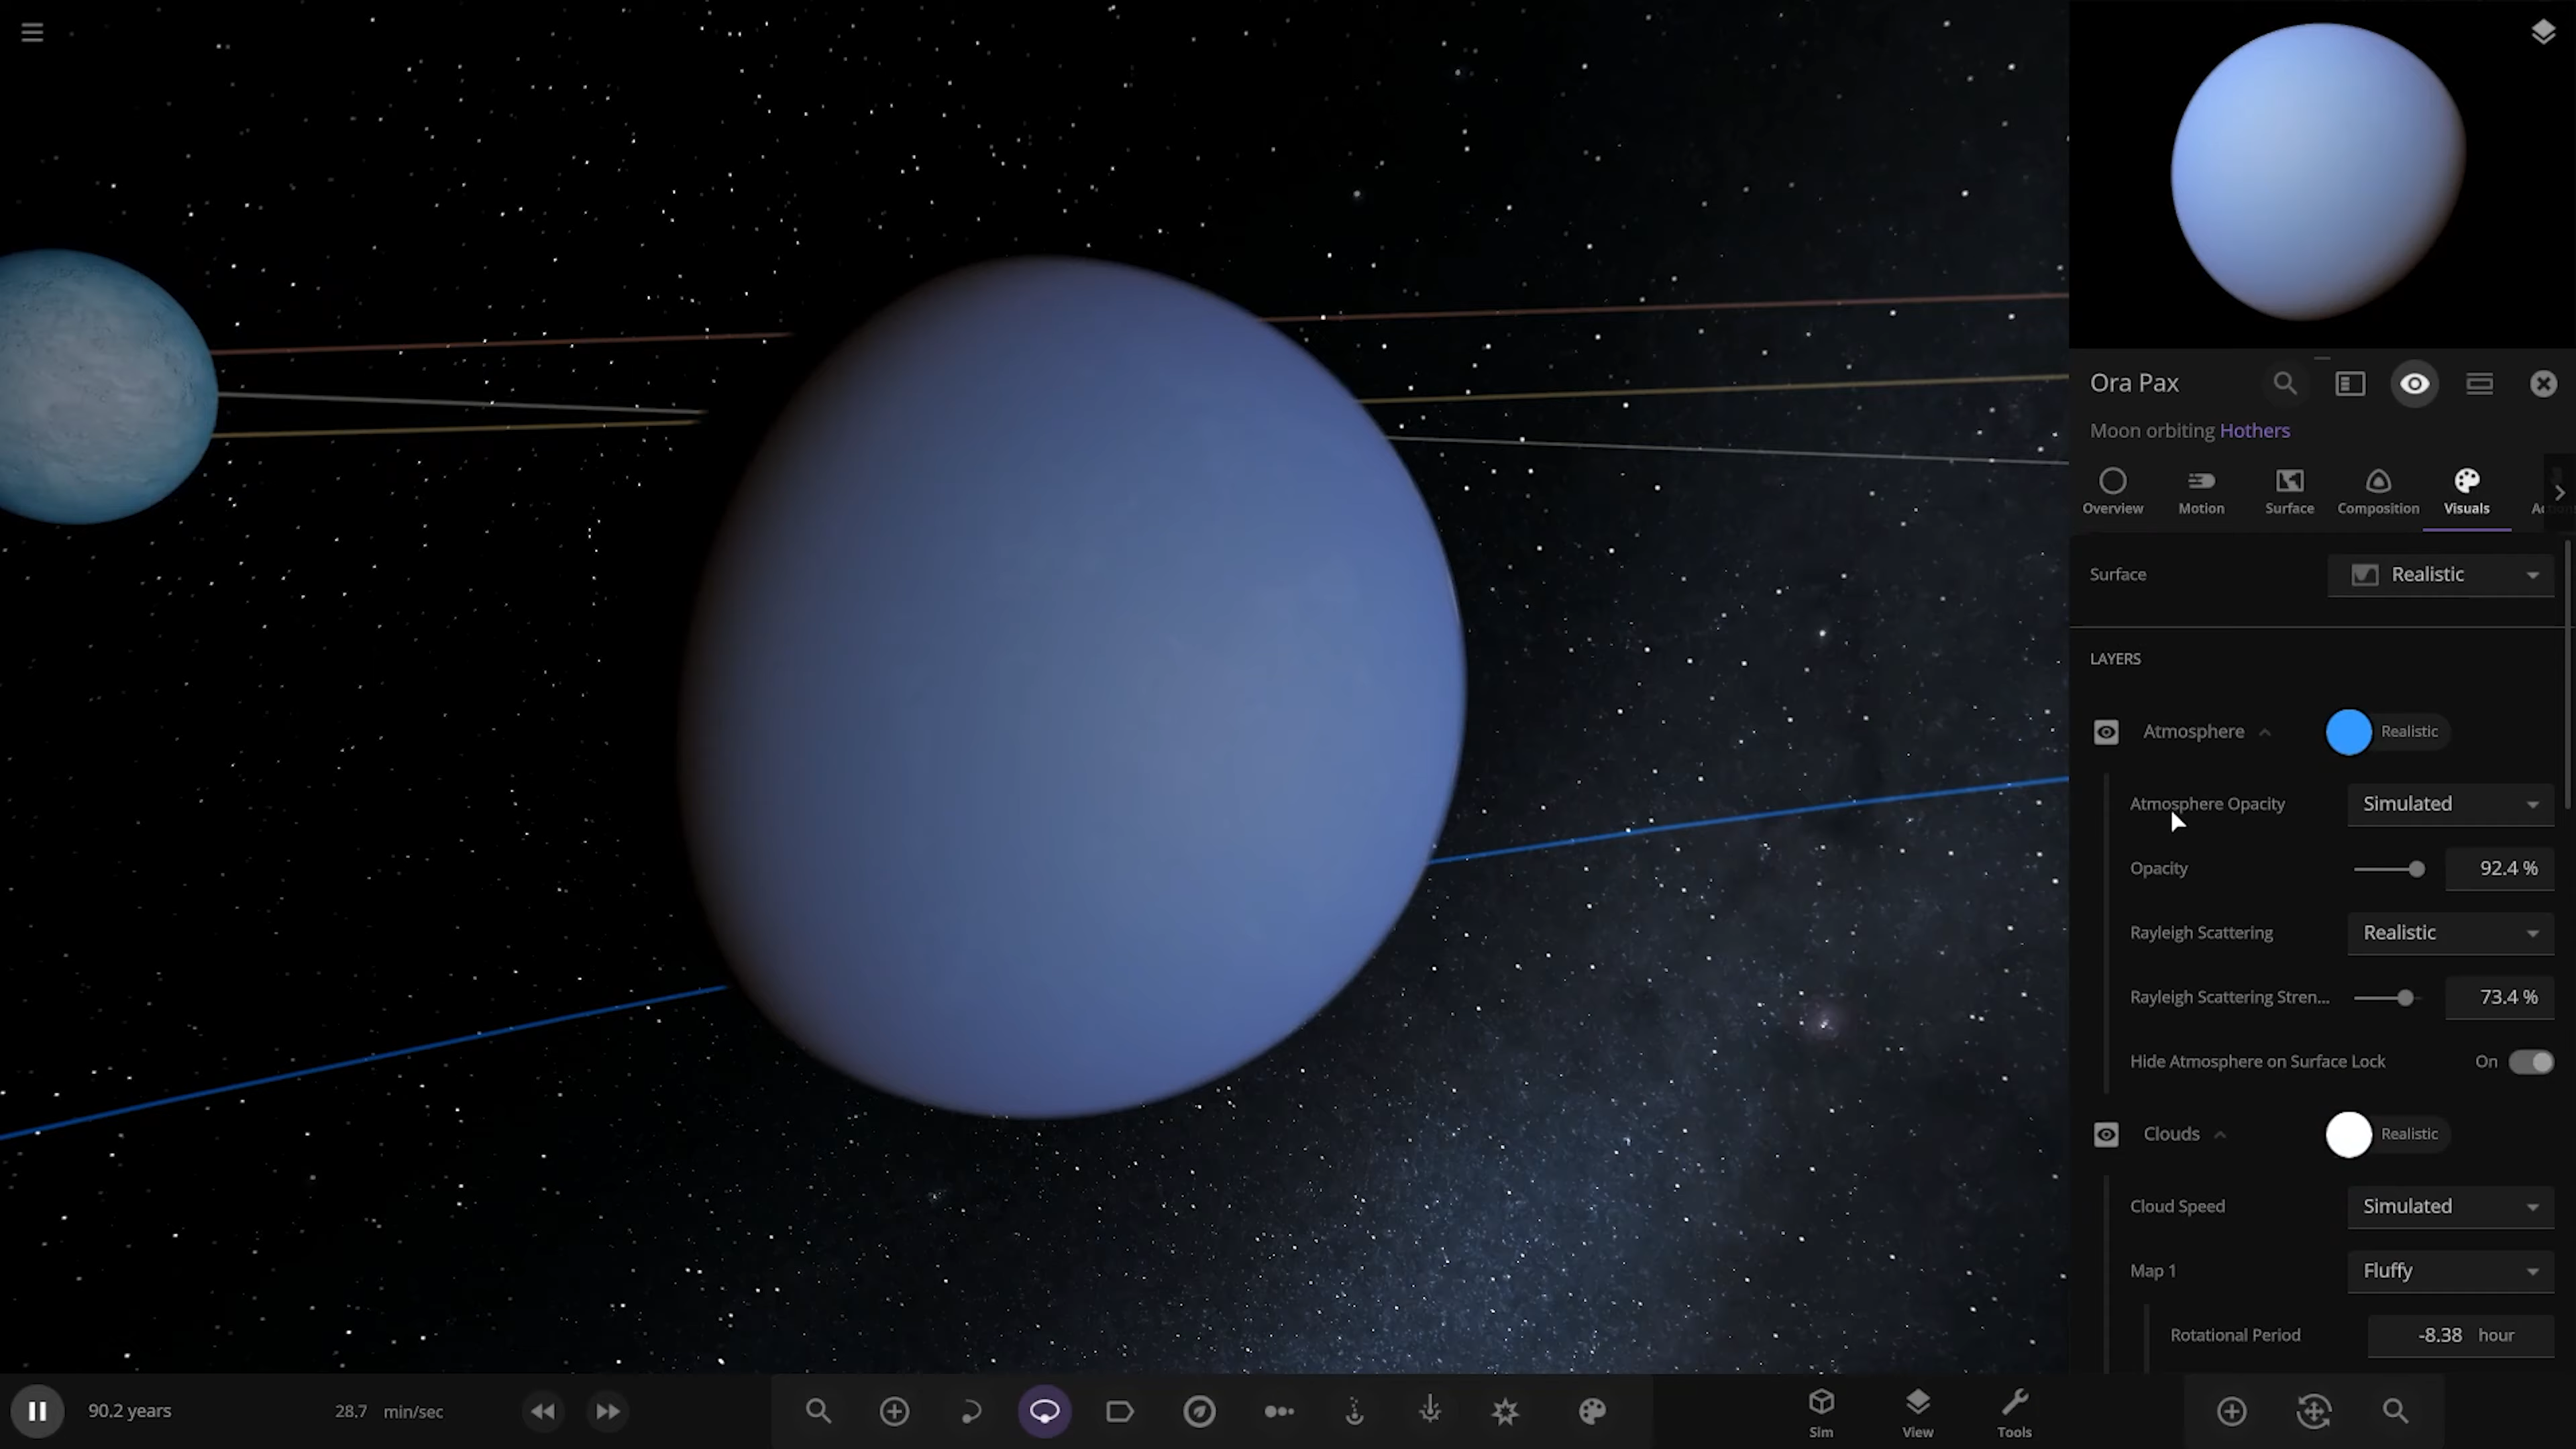 Ora Pax
Moon orbiting Hothers
Overview Motion Surface Composition Visuals
Surface Realistic
LAYERS
Atmosphere Realistic
Atmosphere Opacity Simulated
Opacity 92.4 %
Rayleigh Scattering Realistic
Rayleigh Scattering Stren... 73.4 %
Hide Atmosphere on Surface Lock On
Clouds Realistic
Cloud Speed Simulated
Map 1 Fluffy
Rotational Period -8.38 hour
90.2 years 28.7 min/sec
Sim View Tools